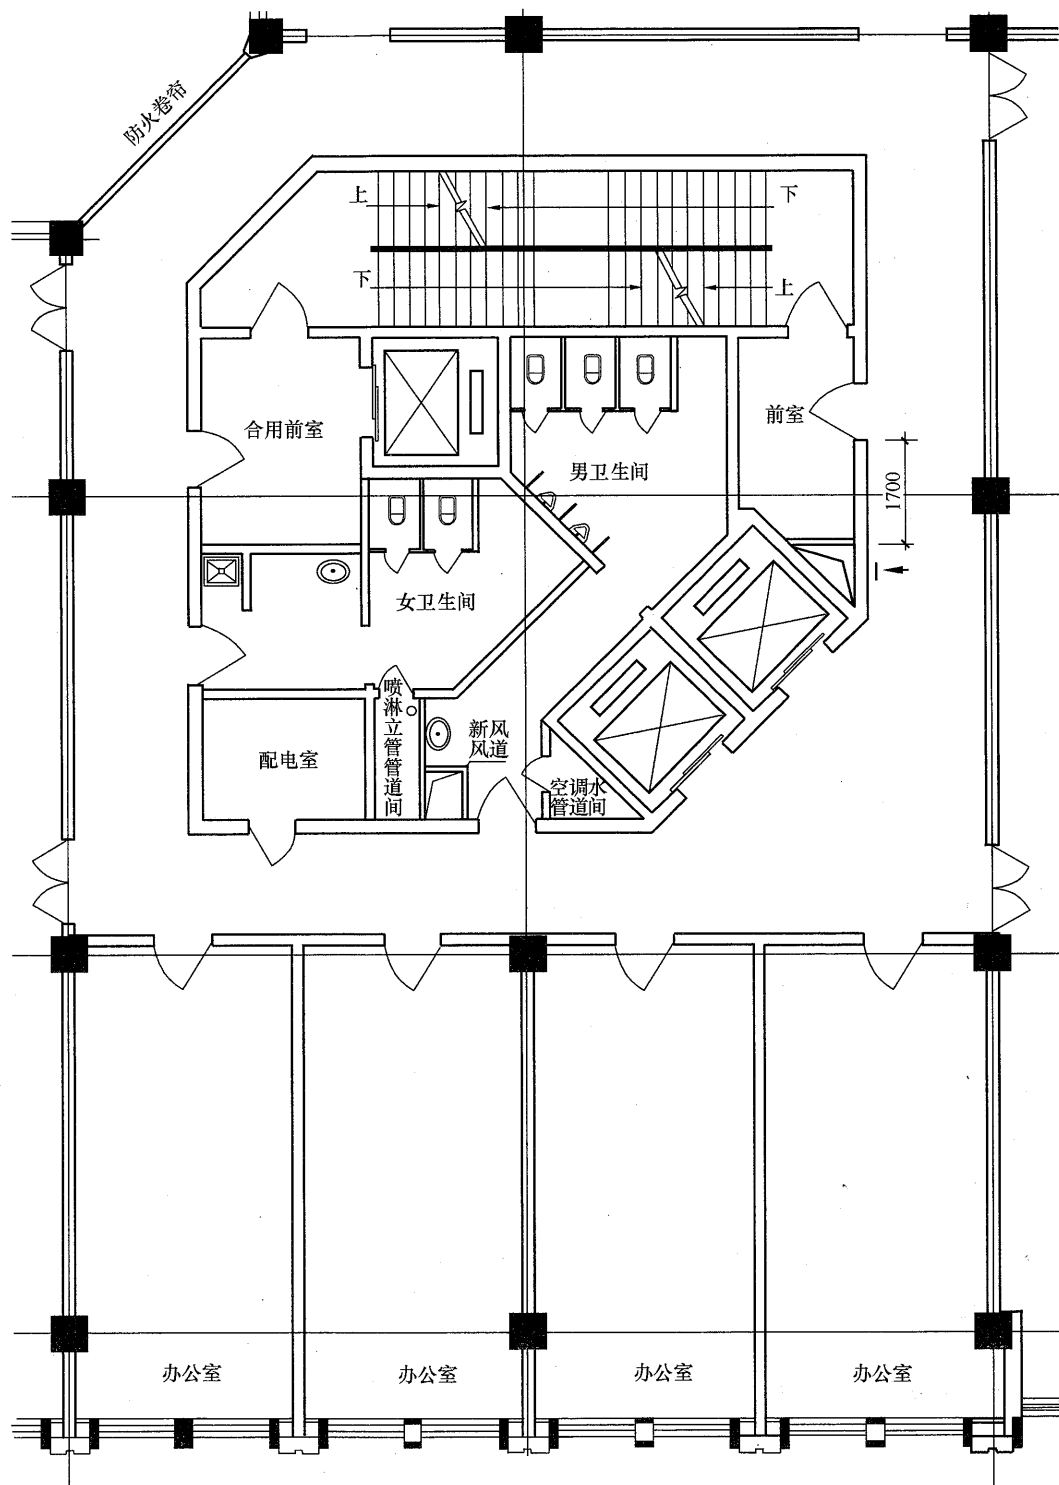 防火卷帘
上
下
下
上
合用前室
前室
男卫生间
1700
女卫生间
喷淋立管管道间
新风
风道
配电室
空调水
管道间
办公室
办公室
办公室
办公室